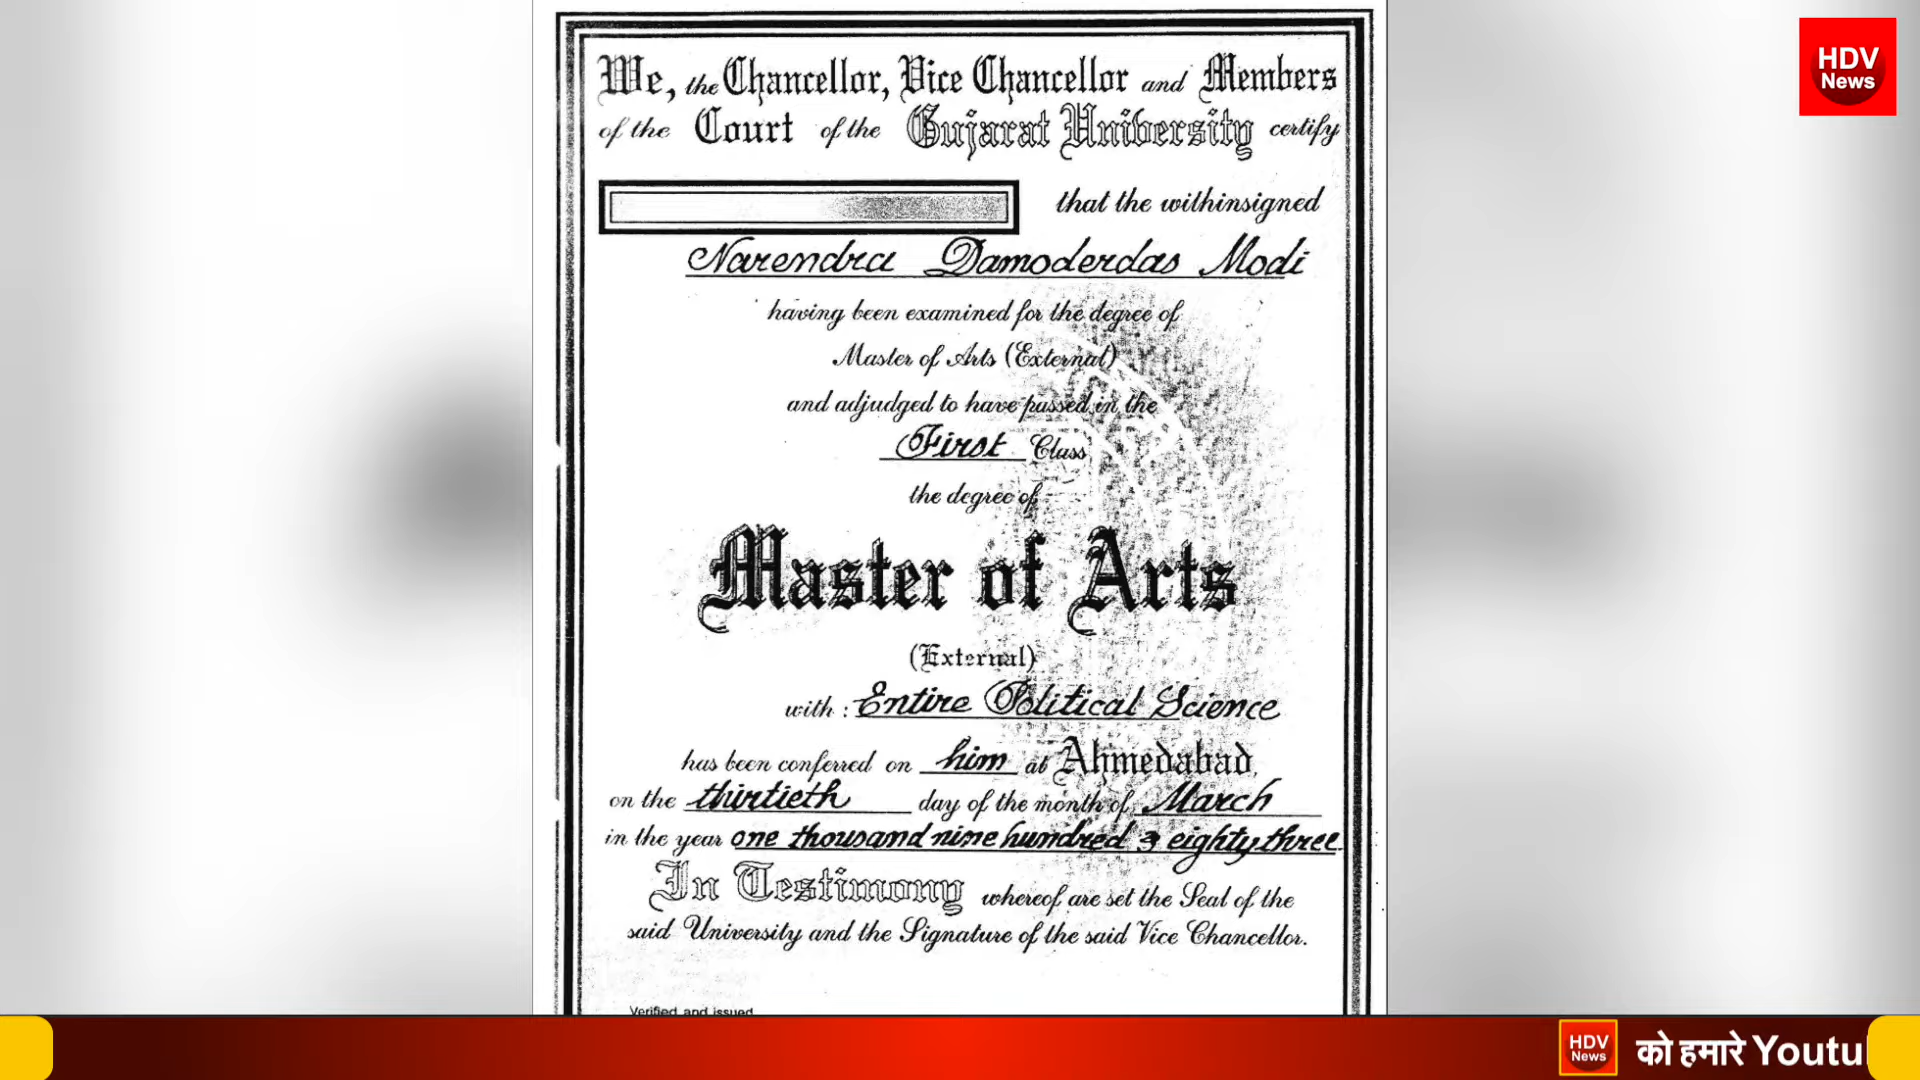 We, the Chancellor, Vice Chancellor and Members
of the Court of the Gujarat University certify
that the withinsigned
Narendra Damoderdas Modi
having been examined for the degree of
Master of Arts (External)
and adjudged to have passed in the
First Class
the degree of
Master of Arts
(External)
with : Entire Political Science
has been conferred on him at Ahmedabad
on the thirtieth day of the month of March
in the year one thousand nine hundred & eighty three
In Testimony whereof are set the Seal of the
said University and the Signature of the said Vice Chancellor.
Verified and issued
HDV
News
HDV
News
को हमारे Youtu